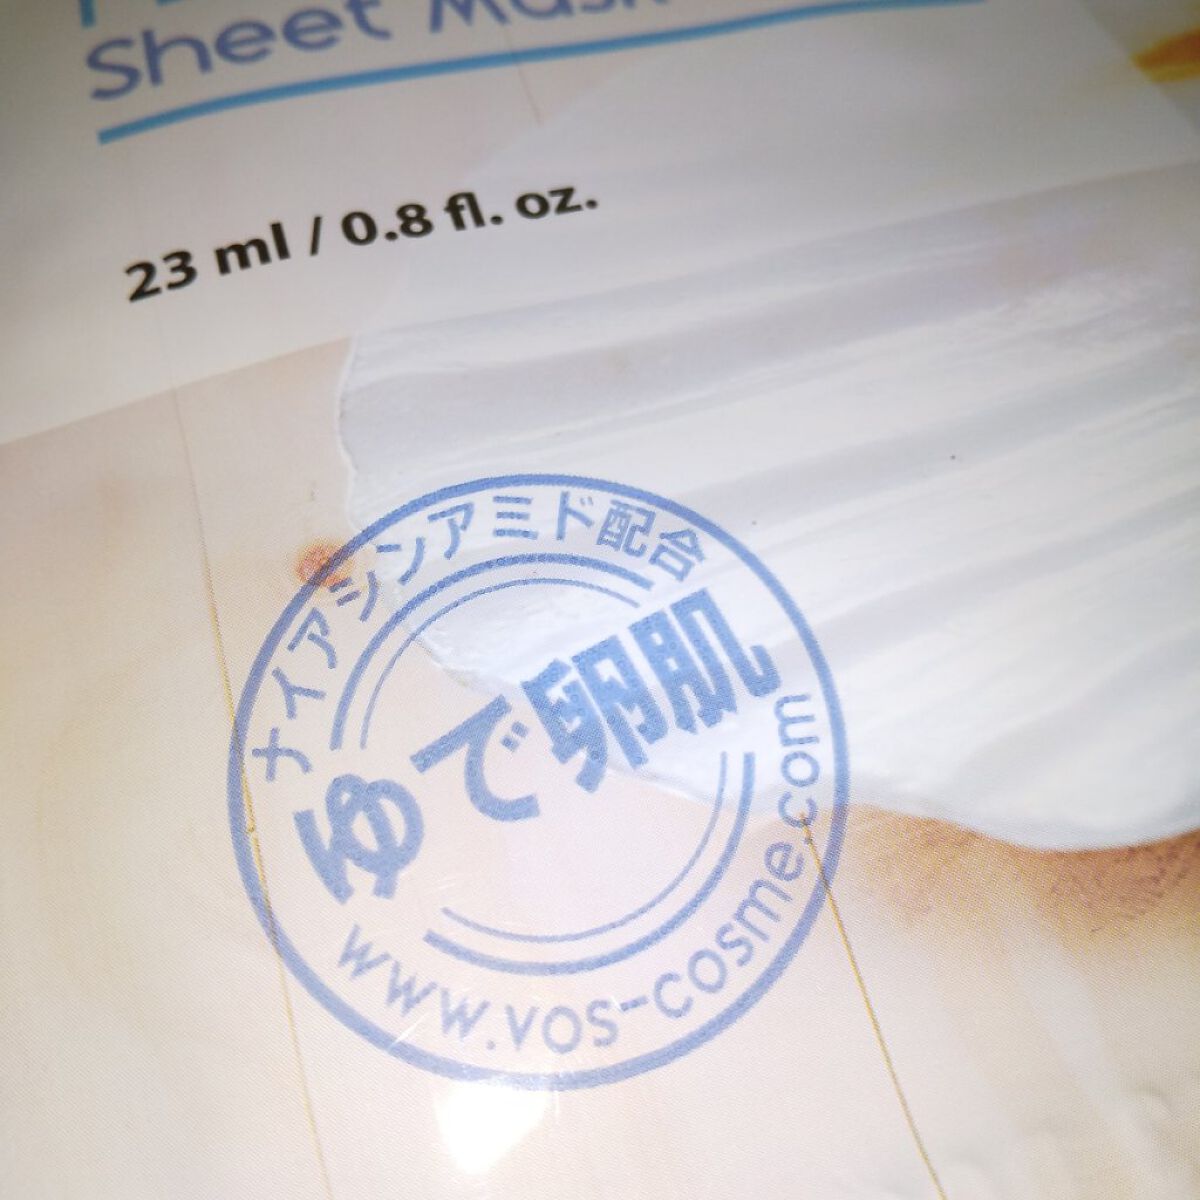 Sheet Mask
23 ml / 0.8 fl. oz.
ナイアシンアミド配合
ゆで卵肌
www.vos-cosme.com